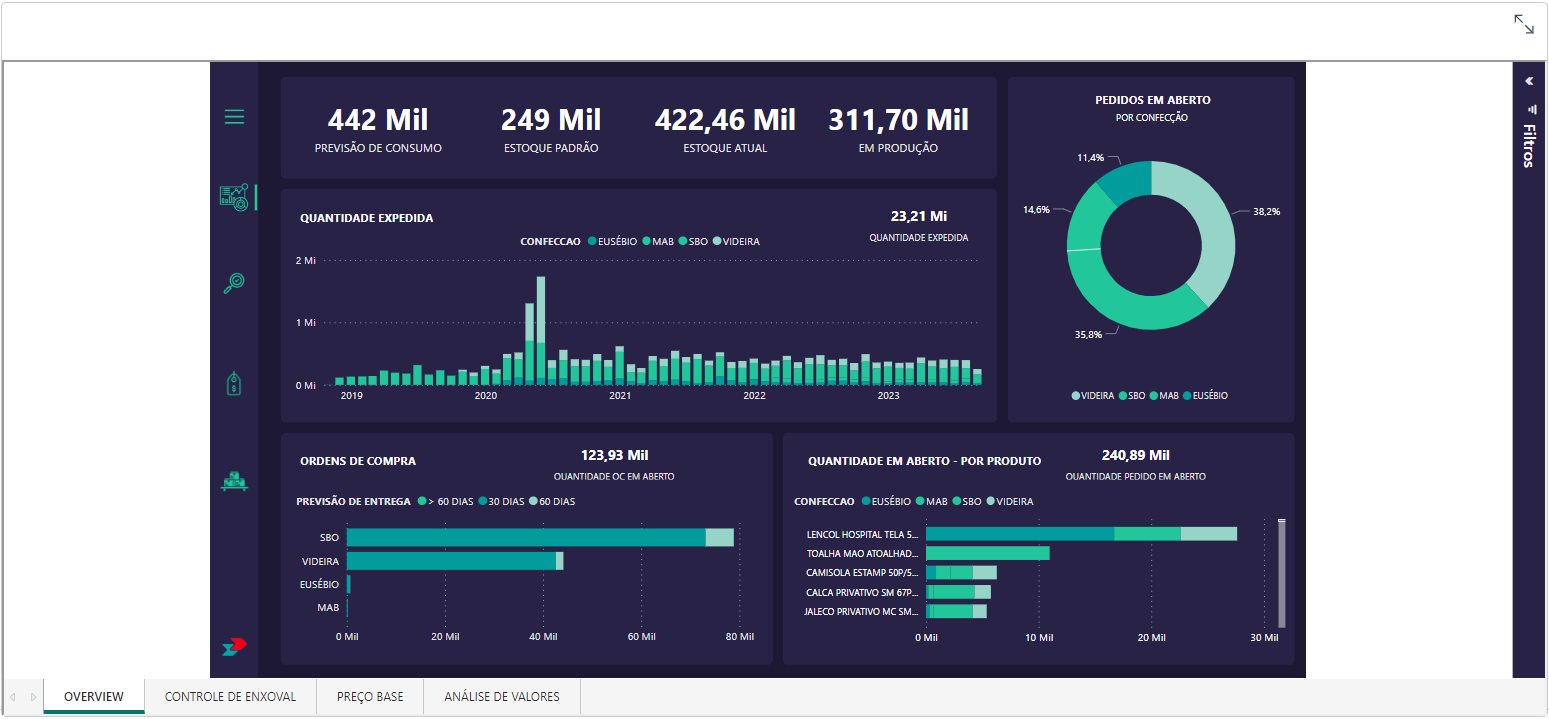 442 Mil
PREVISÃO DE CONSUMO
249 Mil
ESTOQUE PADRÃO
422,46 Mil
ESTOQUE ATUAL
311,70 Mil
EM PRODUÇÃO
PEDIDOS EM ABERTO
POR CONFECÇÃO
11,4%
14,6%
38,2%
35,8%
VIDEIRA SBO MAB EUSÉBIO
Filtros
QUANTIDADE EXPEDIDA
23,21 Mi
QUANTIDADE EXPEDIDA
CONFECCAO EUSÉBIO MAB SBO VIDEIRA
2 Mi
1 Mi
0 Mi
2019 2020 2021 2022 2023
ORDENS DE COMPRA
123,93 Mil
QUANTIDADE OC EM ABERTO
PREVISÃO DE ENTREGA > 60 DIAS 30 DIAS 60 DIAS
SBO
VIDEIRA
EUSÉBIO
MAB
0 Mil 20 Mil 40 Mil 60 Mil 80 Mil
QUANTIDADE EM ABERTO - POR PRODUTO
240,89 Mil
QUANTIDADE PEDIDO EM ABERTO
CONFECCAO EUSÉBIO MAB SBO VIDEIRA
LENCOL HOSPITAL TELA 5...
TOALHA MAO ATOALHAD...
CAMISOLA ESTAMP 50P/5...
CALCA PRIVATIVO SM 67P...
JALECO PRIVATIVO MC SM...
0 Mil 10 Mil 20 Mil 30 Mil
OVERVIEW CONTROLE DE ENXOVAL PREÇO BASE ANÁLISE DE VALORES